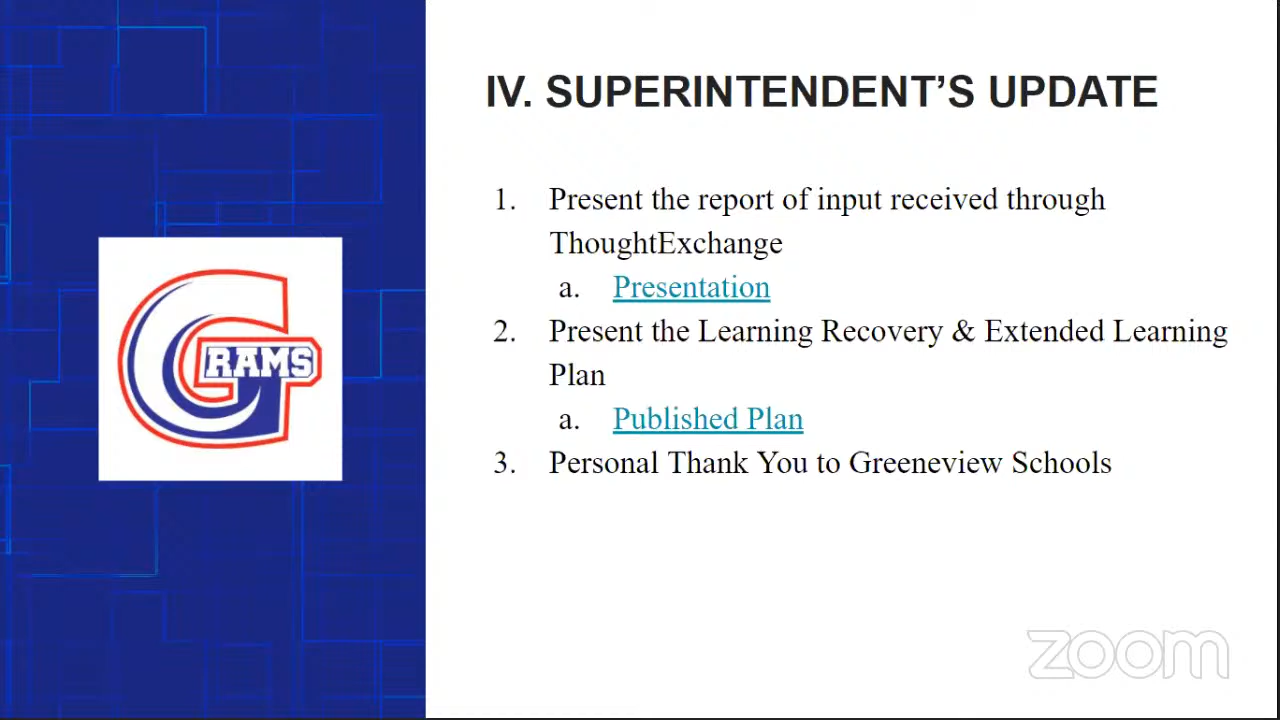 IV. SUPERINTENDENT’S UPDATE
1. Present the report of input received through
ThoughtExchange
a. Presentation
2. Present the Learning Recovery & Extended Learning
Plan
a. Published Plan
3. Personal Thank You to Greeneview Schools
G RAMS
zoom